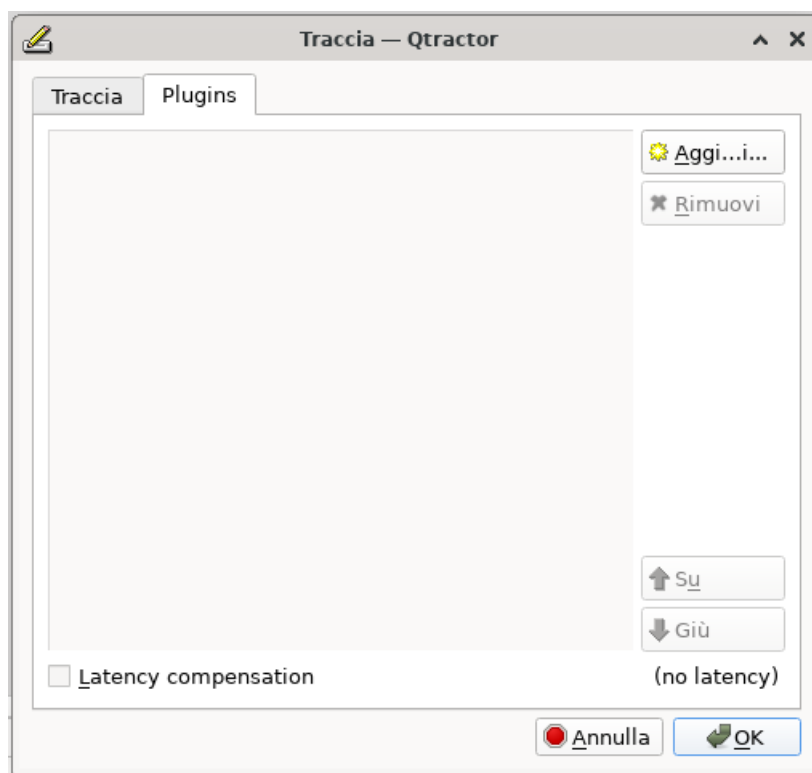 Traccia — Qtractor
Traccia Plugins
Aggi...i...
Rimuovi
Su
Giù
Latency compensation (no latency)
Annulla OK